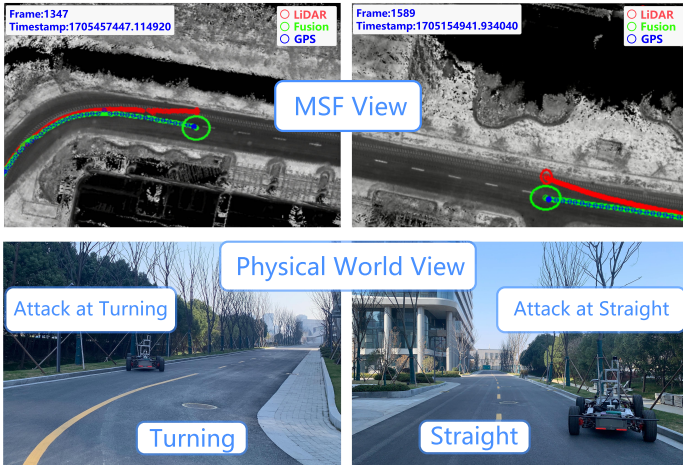 Frame:1347
Timestamp:1705457447.114920
LiDAR
Fusion
GPS
Frame:1589
Timestamp:1705154941.934040
LiDAR
Fusion
GPS
MSF View
Physical World View
Attack at Turning
Attack at Straight
Turning
Straight